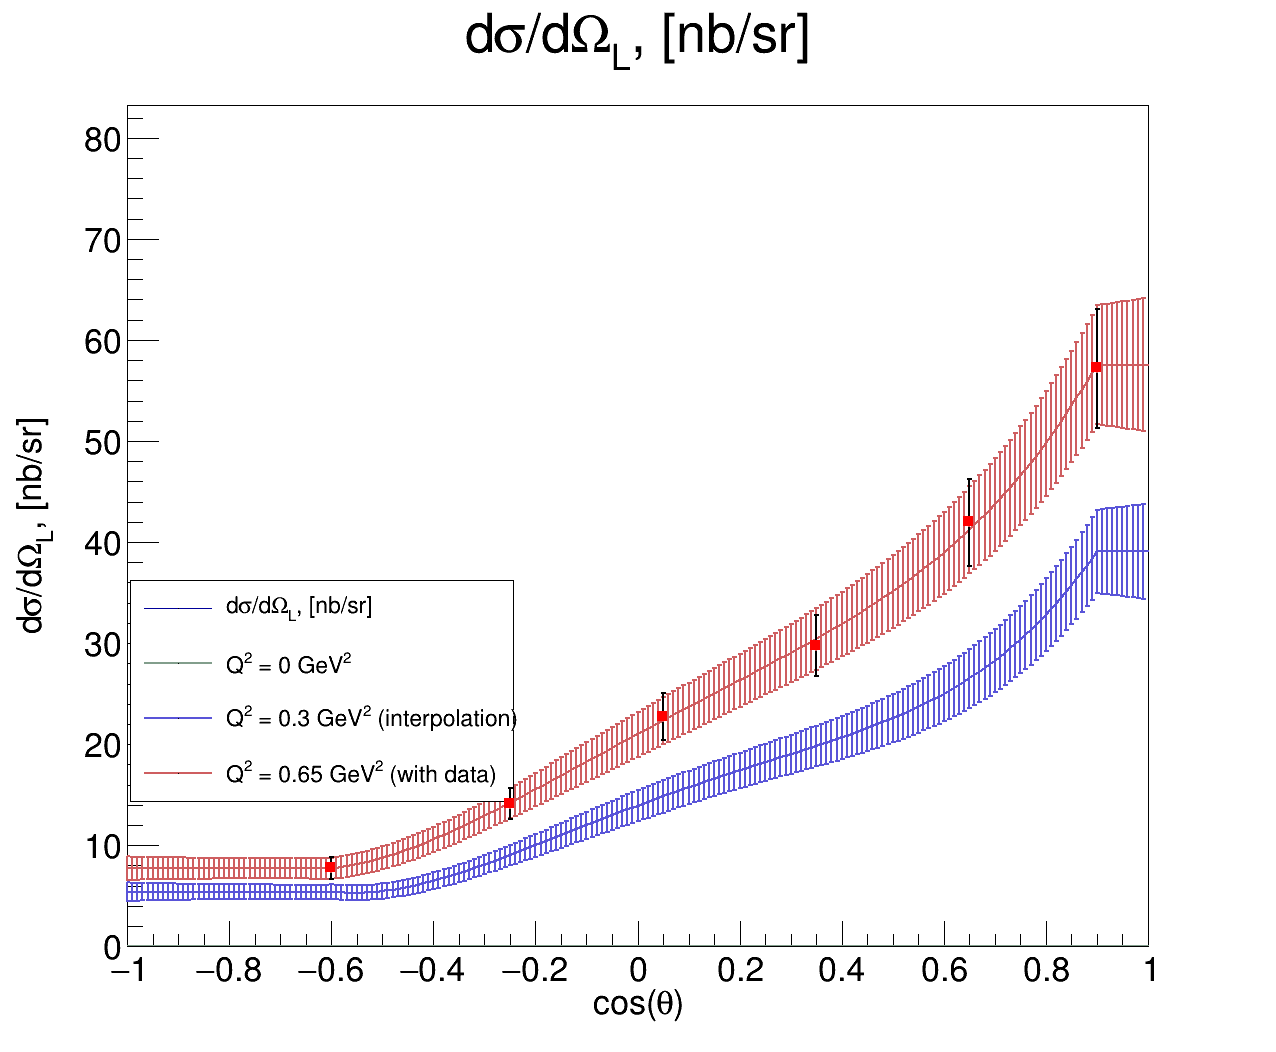 dσ/dΩL, [nb/sr]
dσ/dΩL, [nb/sr]
80
70
60
50
40
30
20
10
0
dσ/dΩL, [nb/sr]
Q² = 0 GeV²
Q² = 0.3 GeV² (interpolation)
Q² = 0.65 GeV² (with data)
−1 −0.8 −0.6 −0.4 −0.2 0 0.2 0.4 0.6 0.8 1
cos(θ)